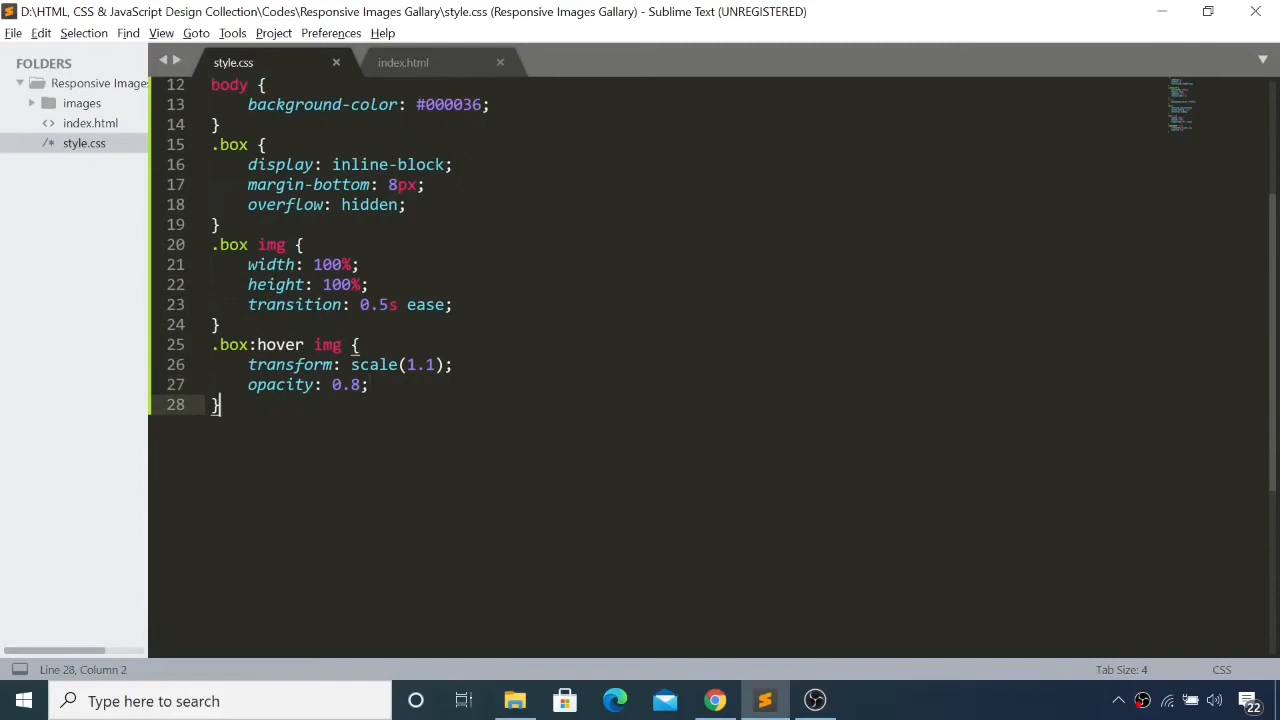 D:\HTML, CSS & JavaScript Design Collection\Codes\Responsive Images Gallary\style.css (Responsive Images Gallary) - Sublime Text (UNREGISTERED)
File Edit Selection Find View Goto Tools Project Preferences Help
FOLDERS
Responsive Images
images
index.html
/* style.css
style.css
index.html
12 body {
13 background-color: #000036;
14 }
15 .box {
16 display: inline-block;
17 margin-bottom: 8px;
18 overflow: hidden;
19 }
20 .box img {
21 width: 100%;
22 height: 100%;
23 transition: 0.5s ease;
24 }
25 .box:hover img {
26 transform: scale(1.1);
27 opacity: 0.8;
28 }
Line 28, Column 2
Tab Size: 4
CSS
Type here to search
22